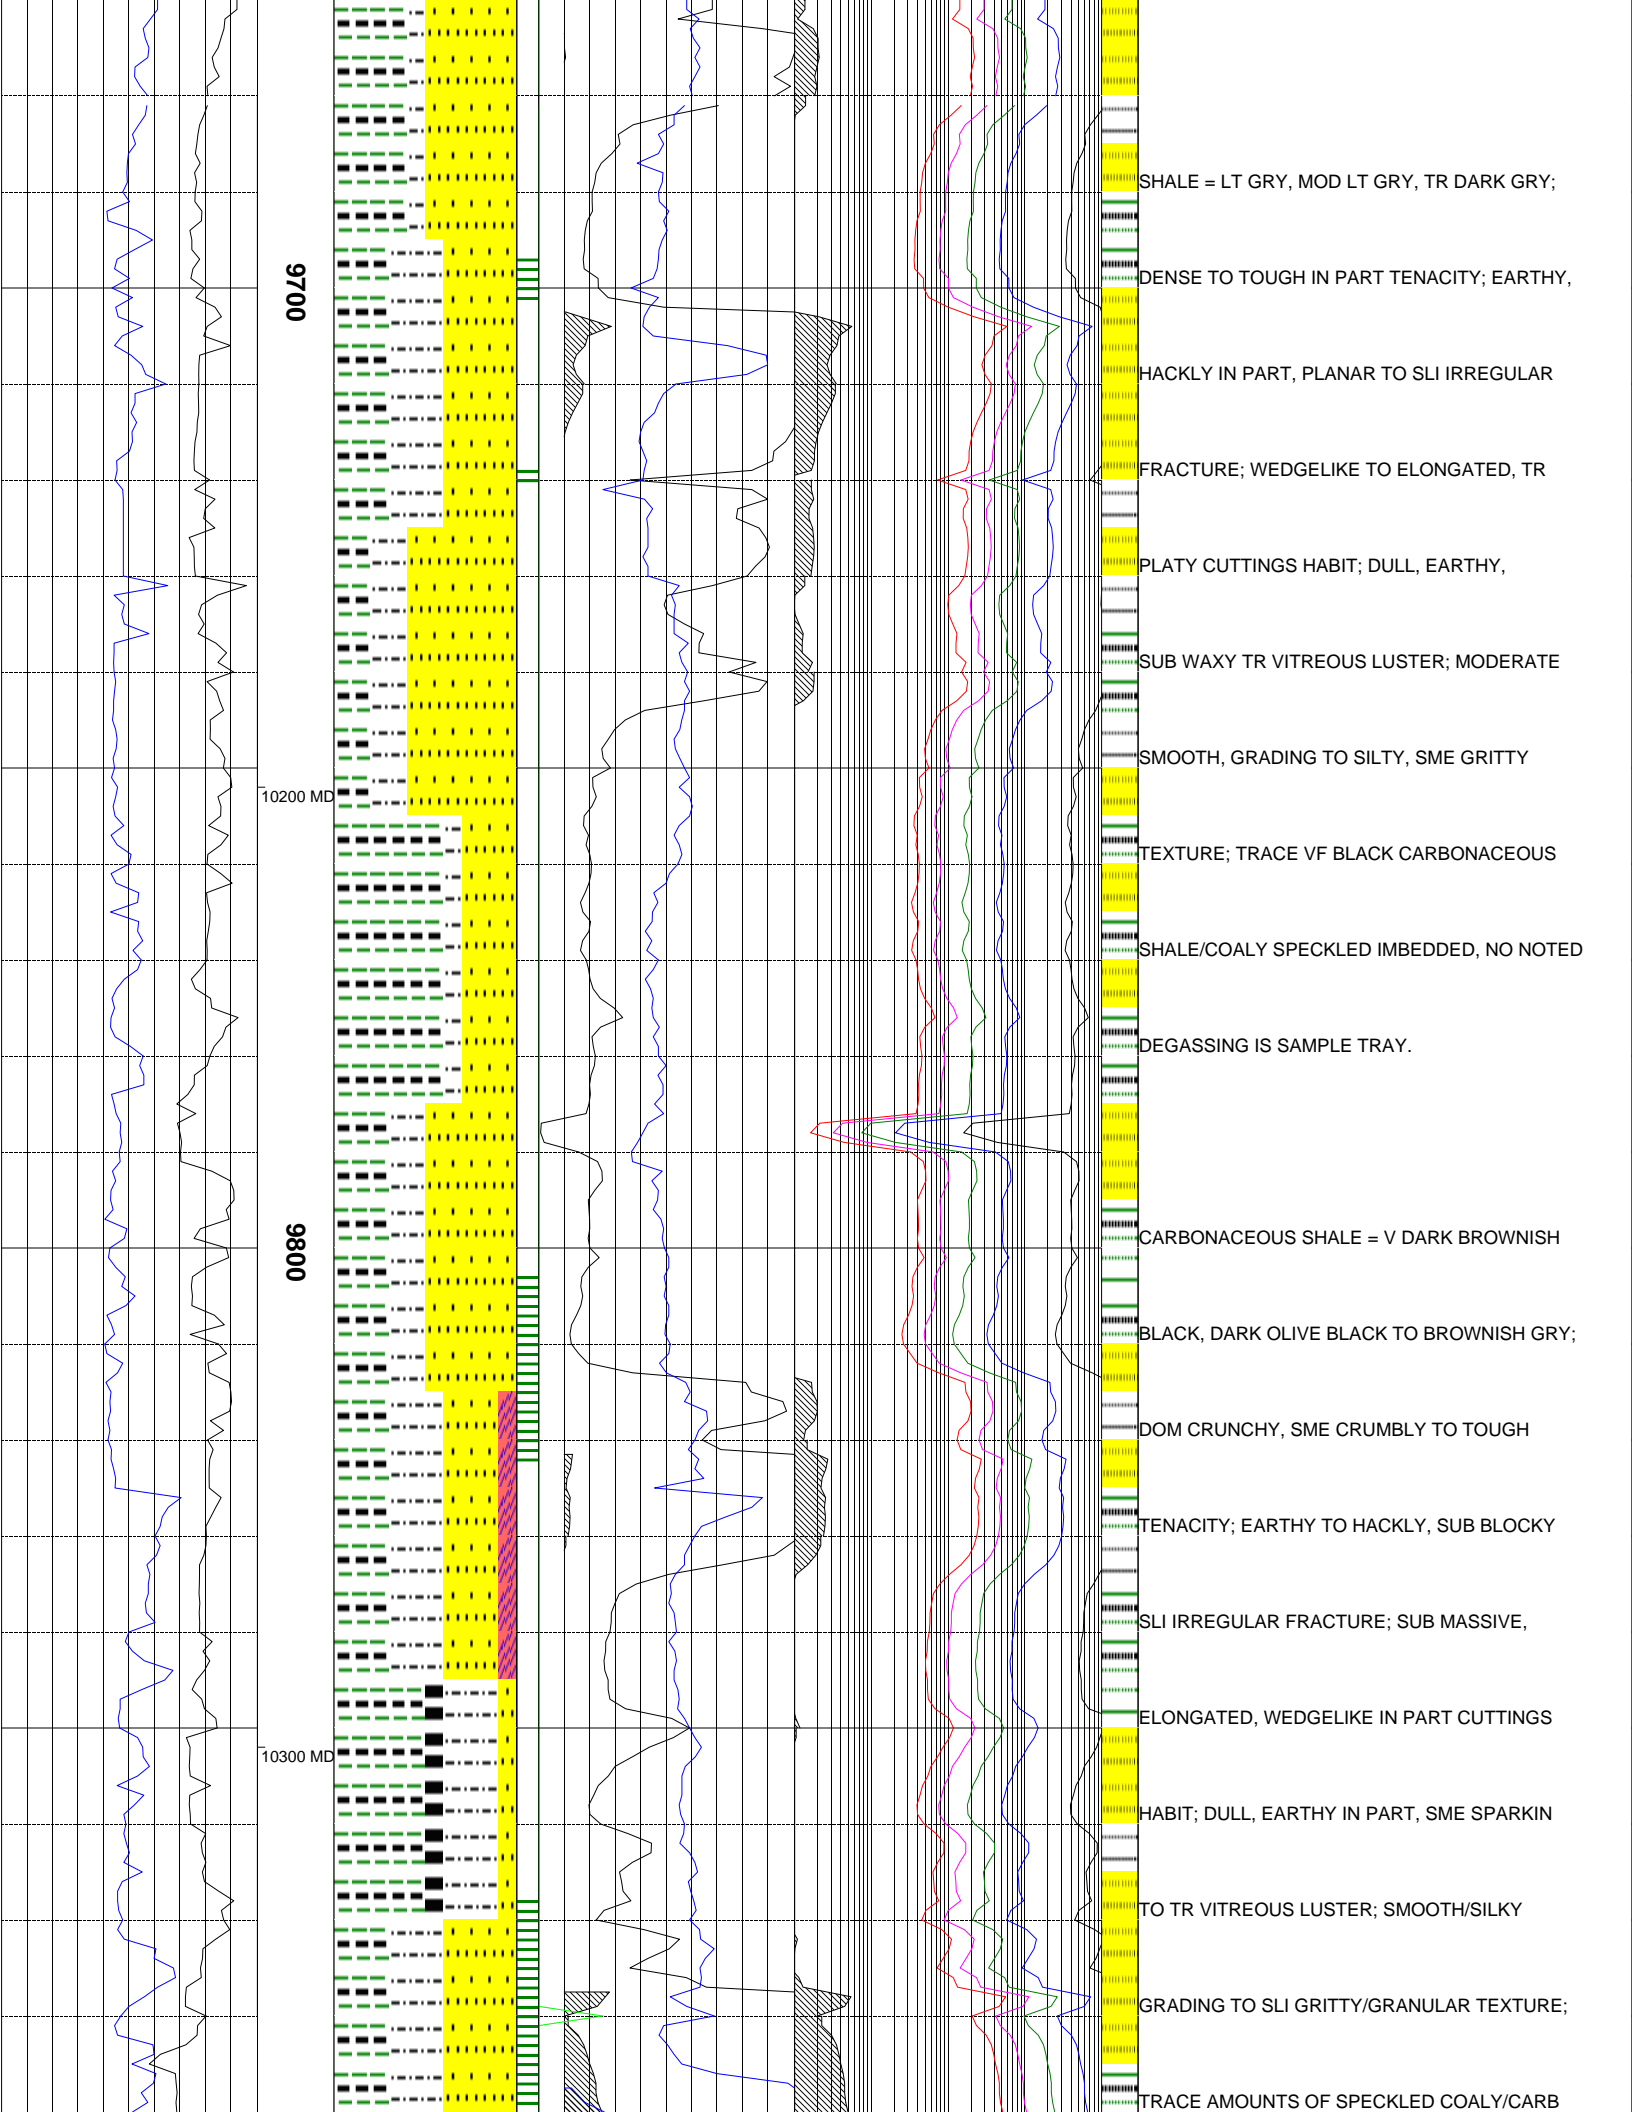 SHALE = LT GRY, MOD LT GRY, TR DARK GRY;
9700
DENSE TO TOUGH IN PART TENACITY; EARTHY,
HACKLY IN PART, PLANAR TO SLI IRREGULAR
FRACTURE; WEDGELIKE TO ELONGATED, TR
PLATY CUTTINGS HABIT; DULL, EARTHY,
SUB WAXY TR VITREOUS LUSTER; MODERATE
SMOOTH, GRADING TO SILTY, SME GRITTY
10200 MD
TEXTURE; TRACE VF BLACK CARBONACEOUS
SHALE/COALY SPECKLED IMBEDDED, NO NOTED
DEGASSING IS SAMPLE TRAY.
9800
CARBONACEOUS SHALE = V DARK BROWNISH
BLACK, DARK OLIVE BLACK TO BROWNISH GRY;
DOM CRUNCHY, SME CRUMBLY TO TOUGH
TENACITY; EARTHY TO HACKLY, SUB BLOCKY
SLI IRREGULAR FRACTURE; SUB MASSIVE,
ELONGATED, WEDGELIKE IN PART CUTTINGS
10300 MD
HABIT; DULL, EARTHY IN PART, SME SPARKIN
TO TR VITREOUS LUSTER; SMOOTH/SILKY
GRADING TO SLI GRITTY/GRANULAR TEXTURE;
TRACE AMOUNTS OF SPECKLED COALY/CARB